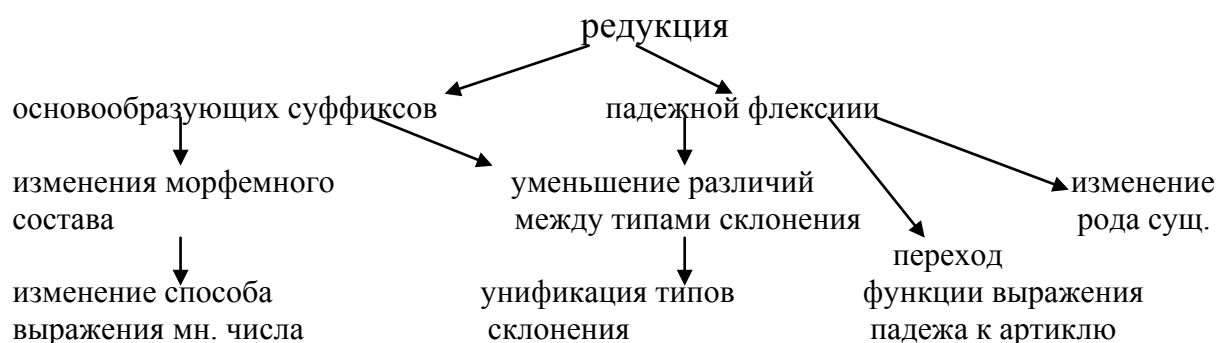 редукция
основообразующих суффиксов падежной флексиии
изменения морфемного уменьшение различий изменение
состава между типами склонения рода сущ.
переход
изменение способа унификация типов функции выражения
выражения мн. числа склонения падежа к артиклю